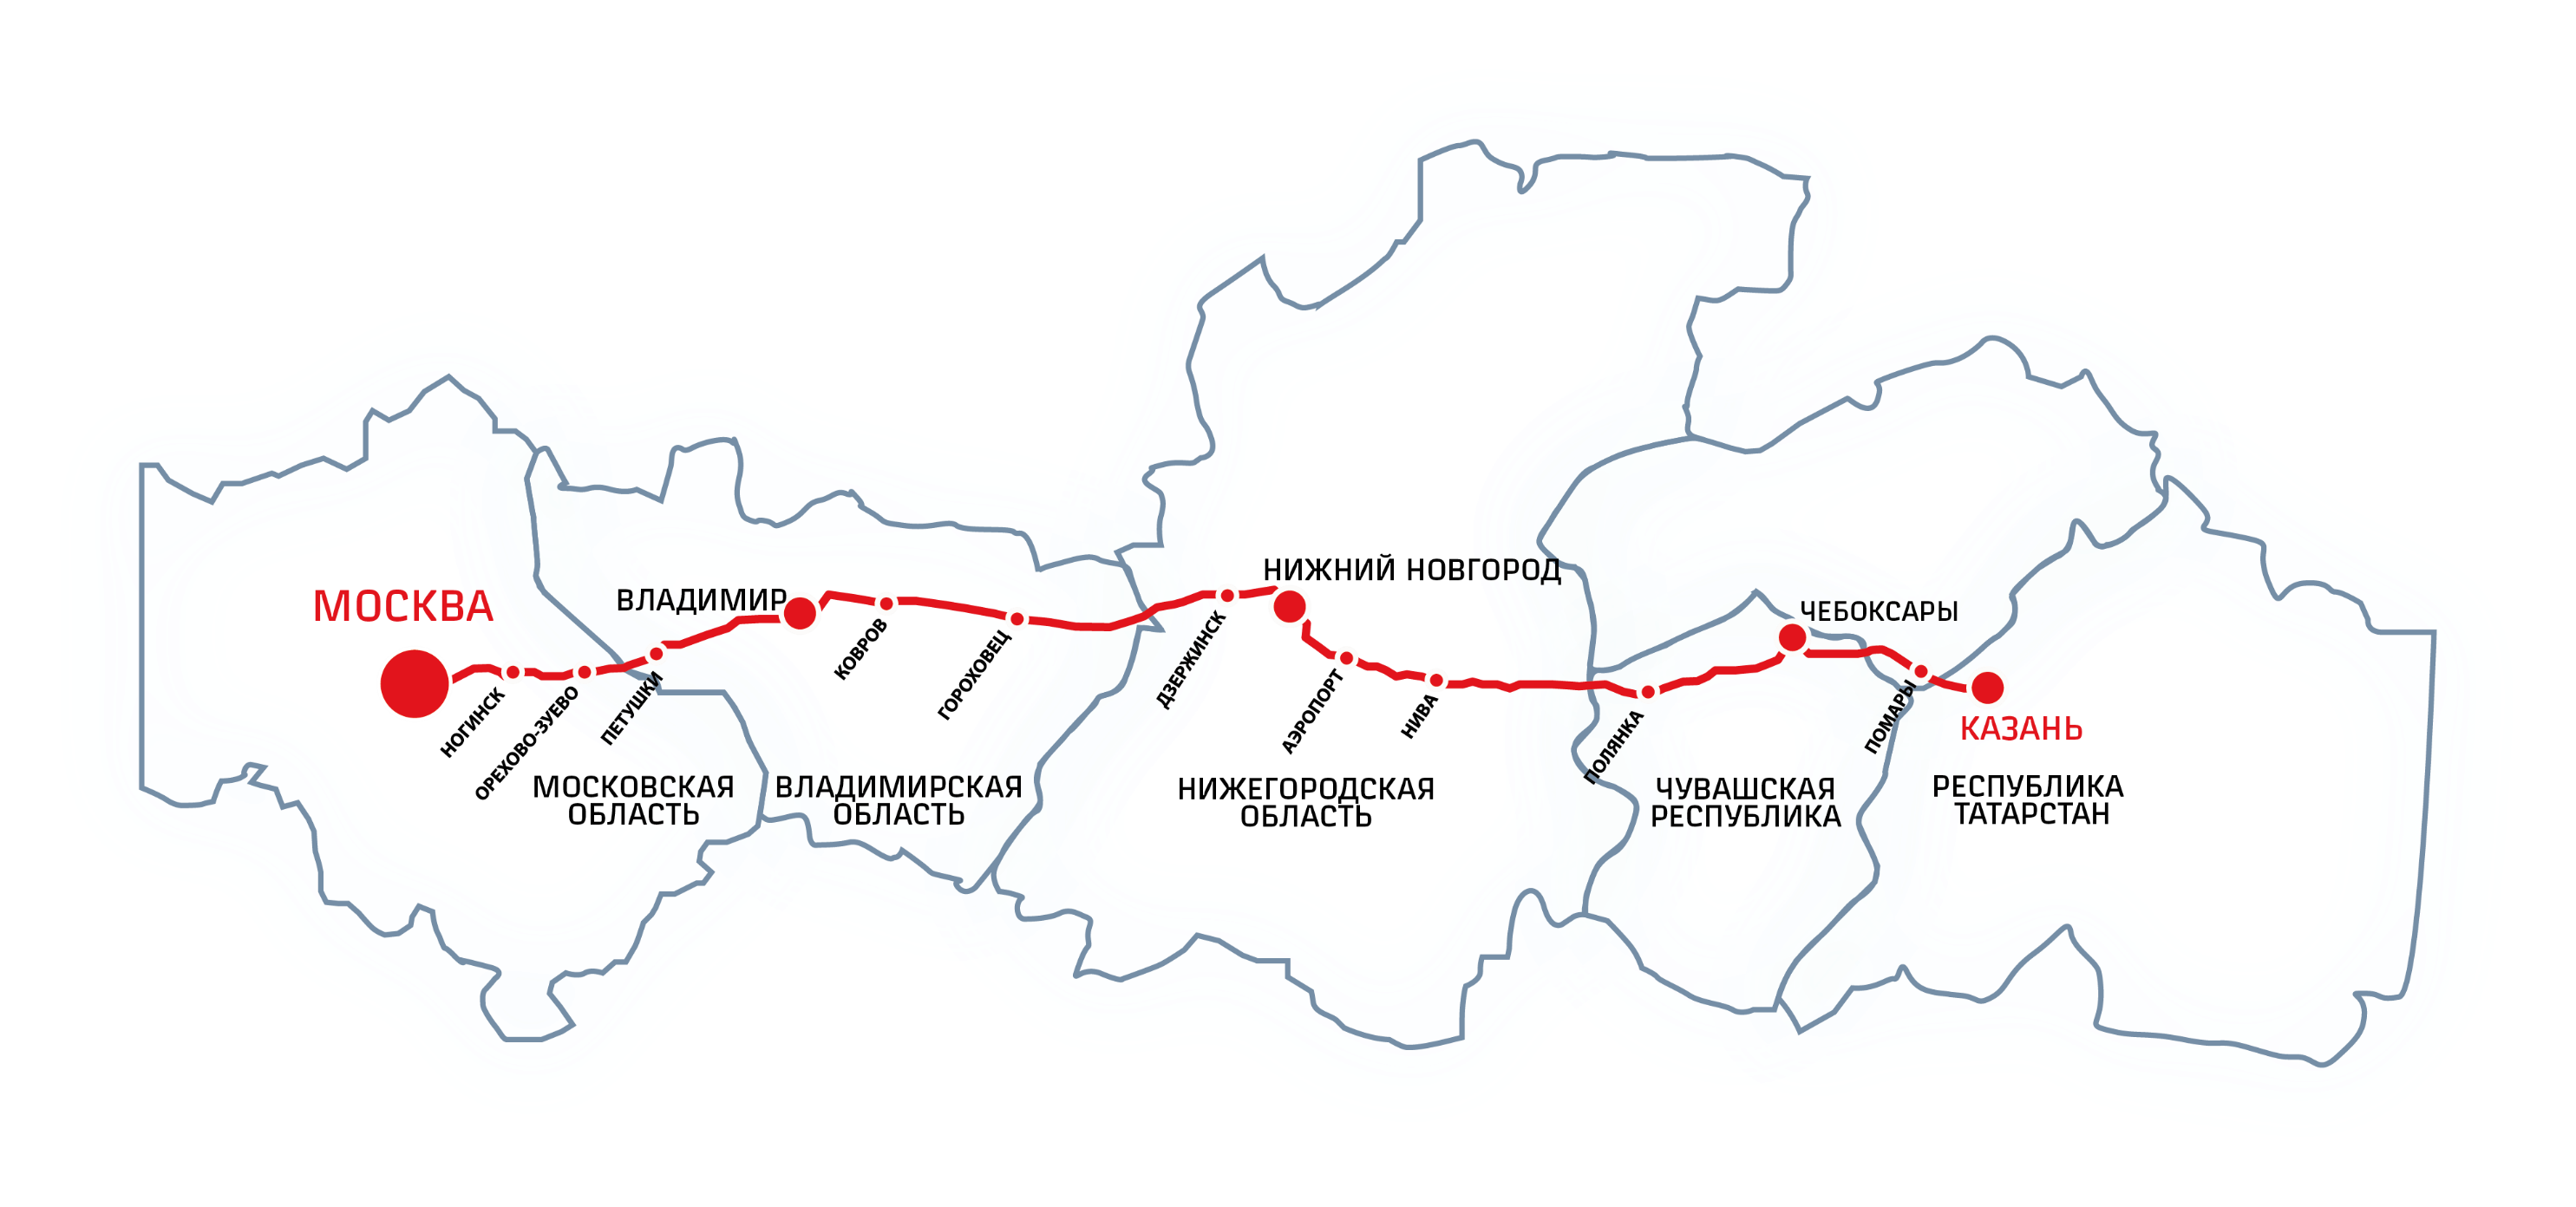 НИЖНИЙ НОВГОРОД
МОСКВА
ВЛАДИМИР
ЧЕБОКСАРЫ
НОГИНСК
ОРЕХОВО-ЗУЕВО
ПЕТУШКИ
КОВРОВ
ГОРОХОВЕЦ
ДЗЕРЖИНСК
АЭРОПОРТ
НИВА
ПОЛЯНКА
ПОМАРЫ
КАЗАНЬ
МОСКОВСКАЯ
ОБЛАСТЬ
ВЛАДИМИРСКАЯ
ОБЛАСТЬ
НИЖЕГОРОДСКАЯ
ОБЛАСТЬ
ЧУВАШСКАЯ
РЕСПУБЛИКА
РЕСПУБЛИКА
ТАТАРСТАН